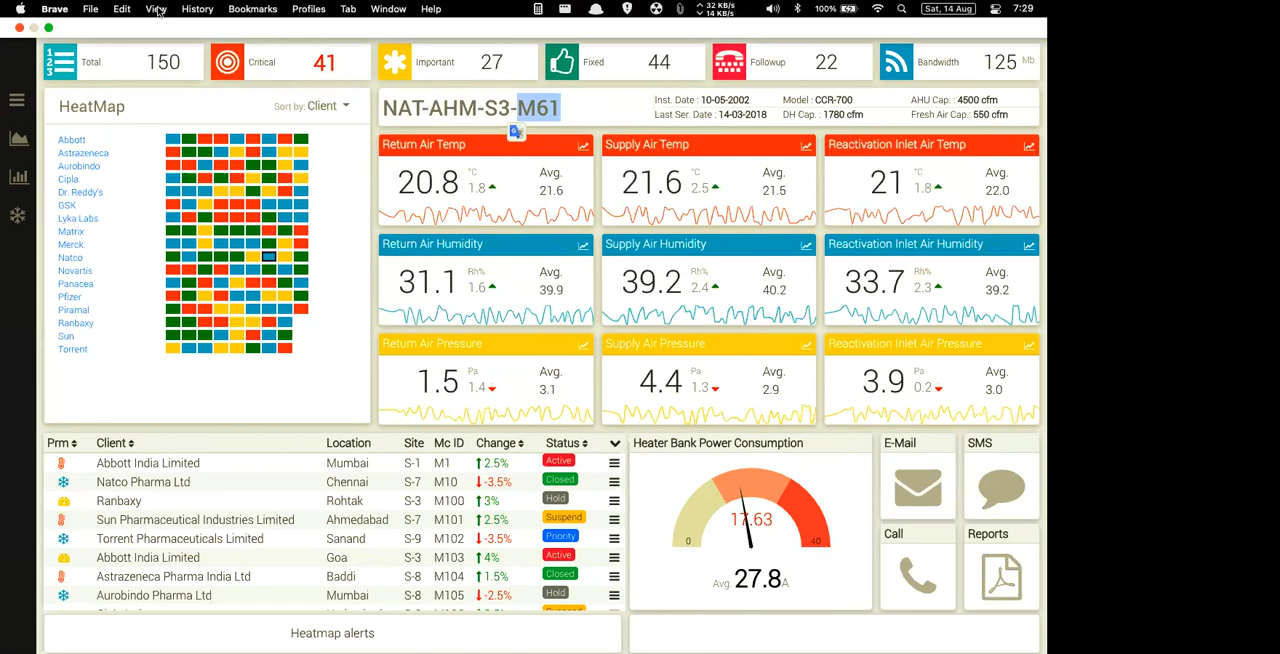 Brave File Edit View History Bookmarks Profiles Tab Window Help 32 KB/s 14 KB/s 100% Sat, 14 Aug 7:29
1 2 3 Total 150 Critical 41 Important 27 Fixed 44 Followup 22 Bandwidth 125 Mb
HeatMap Sort by: Client
Abbott
Astrazeneca
Aurobindo
Cipla.
Dr. Reddy's
GSK
Lyka Labs
Matrix
Merck.
Natco
Novartis
Panacea
Pfizer
Piramal
Ranbaxy
Sun
Torrent
NAT-AHM-S3-M61
Inst. Date : 10-05-2002 Model : CCR-700 AHU Cap. : 4500 cfm
Last Ser. Date : 14-03-2018 DH Cap. : 1780 cfm Fresh Air Cap.: 550 cfm
Return Air Temp Supply Air Temp Reactivation Inlet Air Temp
20.8 °C 1.8 Avg. 21.6
21.6 °C 2.5 Avg. 21.5
21 °C 1.8 Avg. 22.0
Return Air Humidity Supply Air Humidity Reactivation Inlet Air Humidity
31.1 Rh% 1.6 Avg. 39.9
39.2 Rh% 2.4 Avg. 40.2
33.7 Rh% 2.3 Avg. 39.2
Return Air Pressure Supply Air Pressure Reactivation Inlet Air Pressure
1.5 Pa 1.4 Avg. 3.1
4.4 Pa 1.3 Avg. 2.9
3.9 Pa 0.2 Avg. 3.0
Prm Client Location Site Mc ID Change Status
Abbott India Limited Mumbai S-1 M1 2.5% Active
Natco Pharma Ltd Chennai S-7 M10 -3.5% Closed
Ranbaxy Rohtak S-3 M100 3% Hold
Sun Pharmaceutical Industries Limited Ahmedabad S-7 M101 2.5% Suspend
Torrent Pharmaceuticals Limited Sanand S-9 M102 -3.5% Priority
Abbott India Limited Goa S-3 M103 4% Active
Astrazeneca Pharma India Ltd Baddi S-8 M104 1.5% Closed
Aurobindo Pharma Ltd Mumbai S-8 M105 -2.5% Hold
Heater Bank Power Consumption
17.63
0 40
Avg. 27.8A
E-Mail SMS
Call Reports
Heatmap alerts